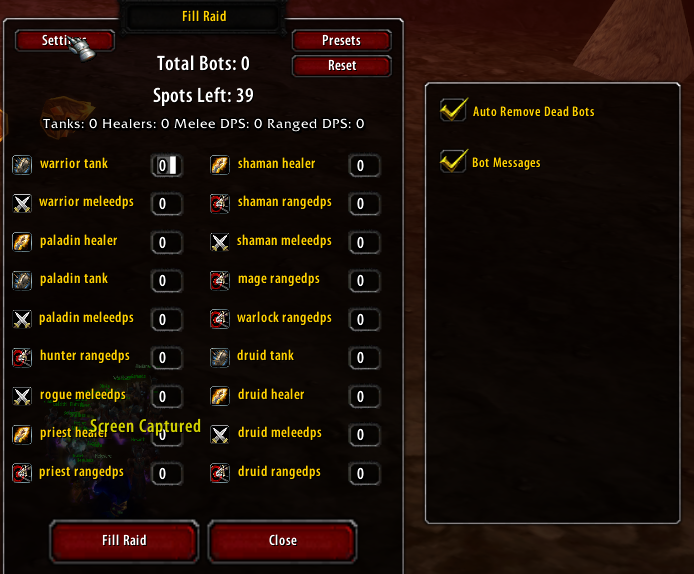 Fill Raid
Settings
Presets
Total Bots: 0
Reset
Spots Left: 39
Tanks: 0 Healers: 0 Melee DPS: 0 Ranged DPS: 0
warrior tank 0 shaman healer 0
warrior meleedps 0 shaman rangedps 0
paladin healer 0 shaman meleedps 0
paladin tank 0 mage rangedps 0
paladin meleedps 0 warlock rangedps 0
hunter rangedps 0 druid tank 0
rogue meleedps 0 druid healer 0
Screen Captured
priest healer 0 druid meleedps 0
priest rangedps 0 druid rangedps 0
Fill Raid Close
Auto Remove Dead Bots
Bot Messages